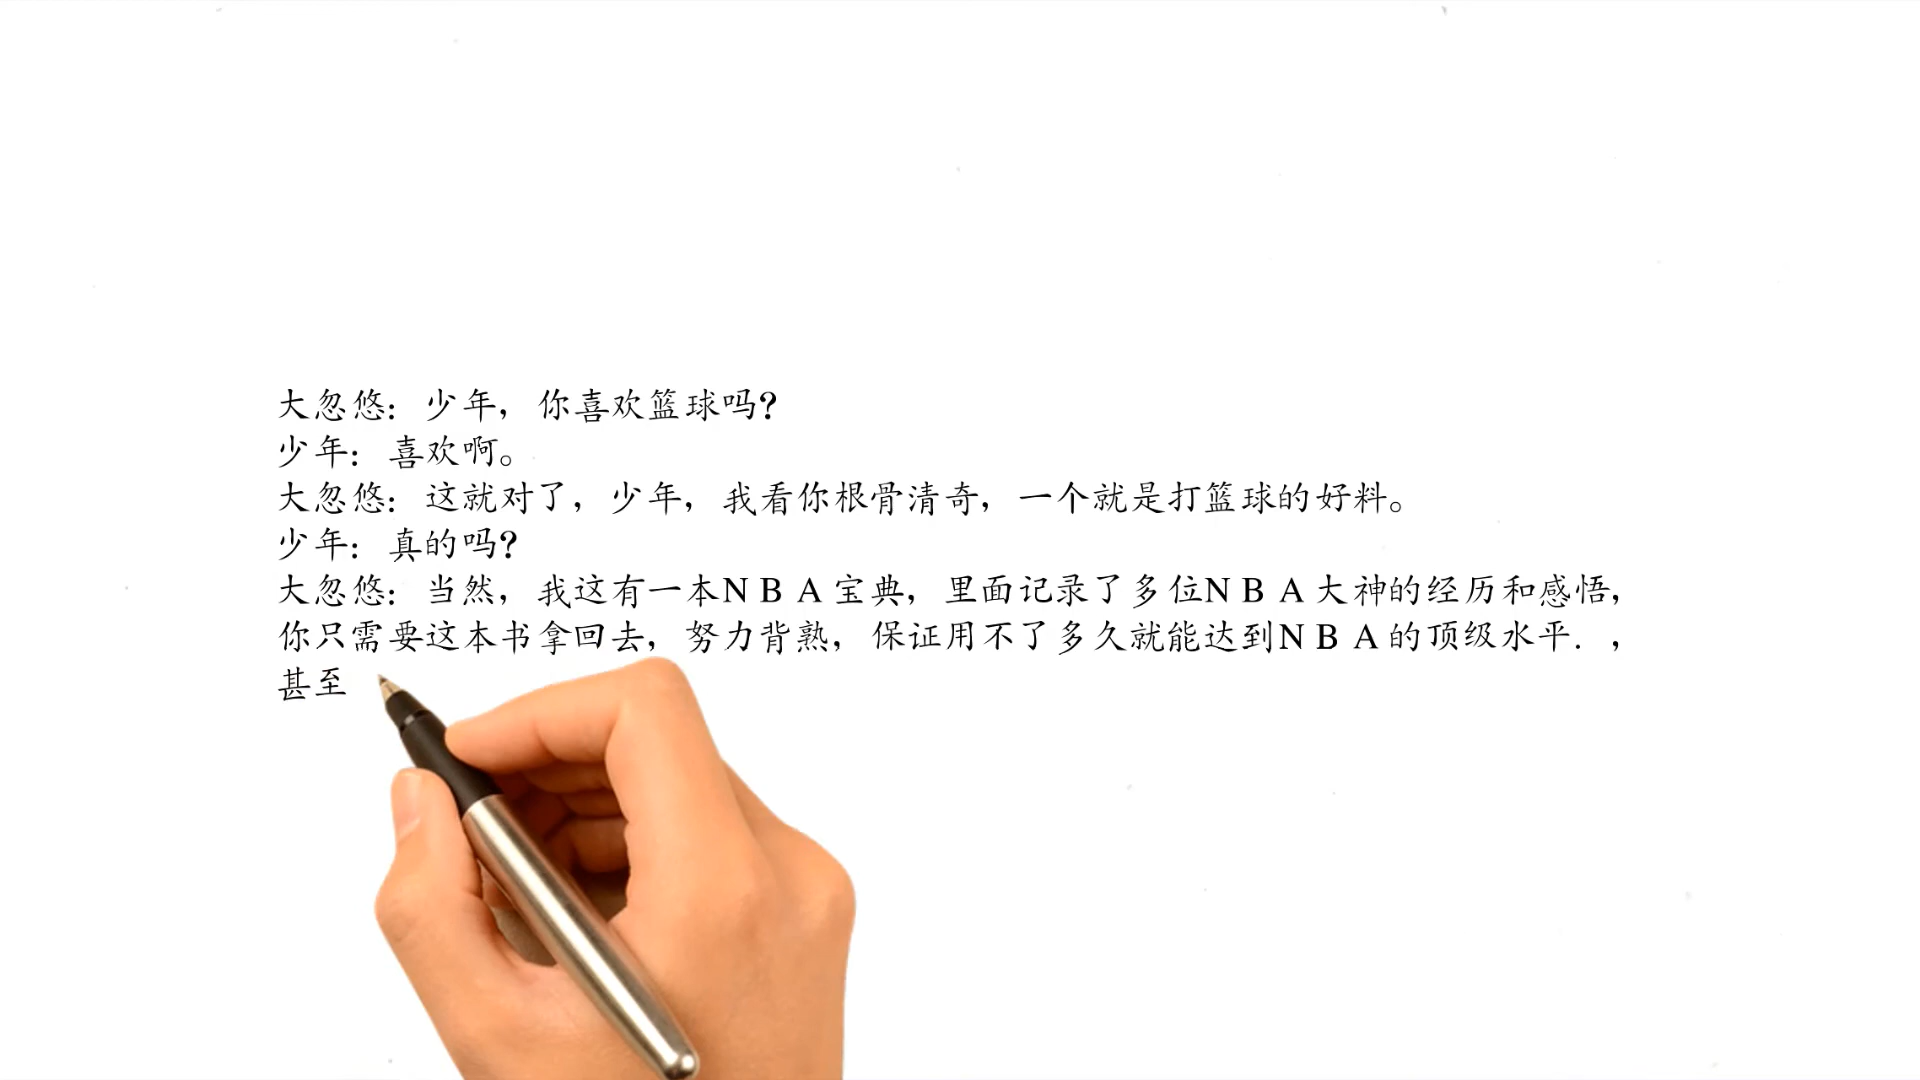 大忽悠：少年，你喜欢篮球吗？
少年：喜欢啊。
大忽悠：这就对了，少年，我看你根骨清奇，一个就是打篮球的好料。
少年：真的吗？
大忽悠：当然，我这有一本NBA宝典，里面记录了多位NBA大神的经历和感悟，
你只需要这本书拿回去，努力背熟，保证用不了多久就能达到NBA的顶级水平．，
甚至